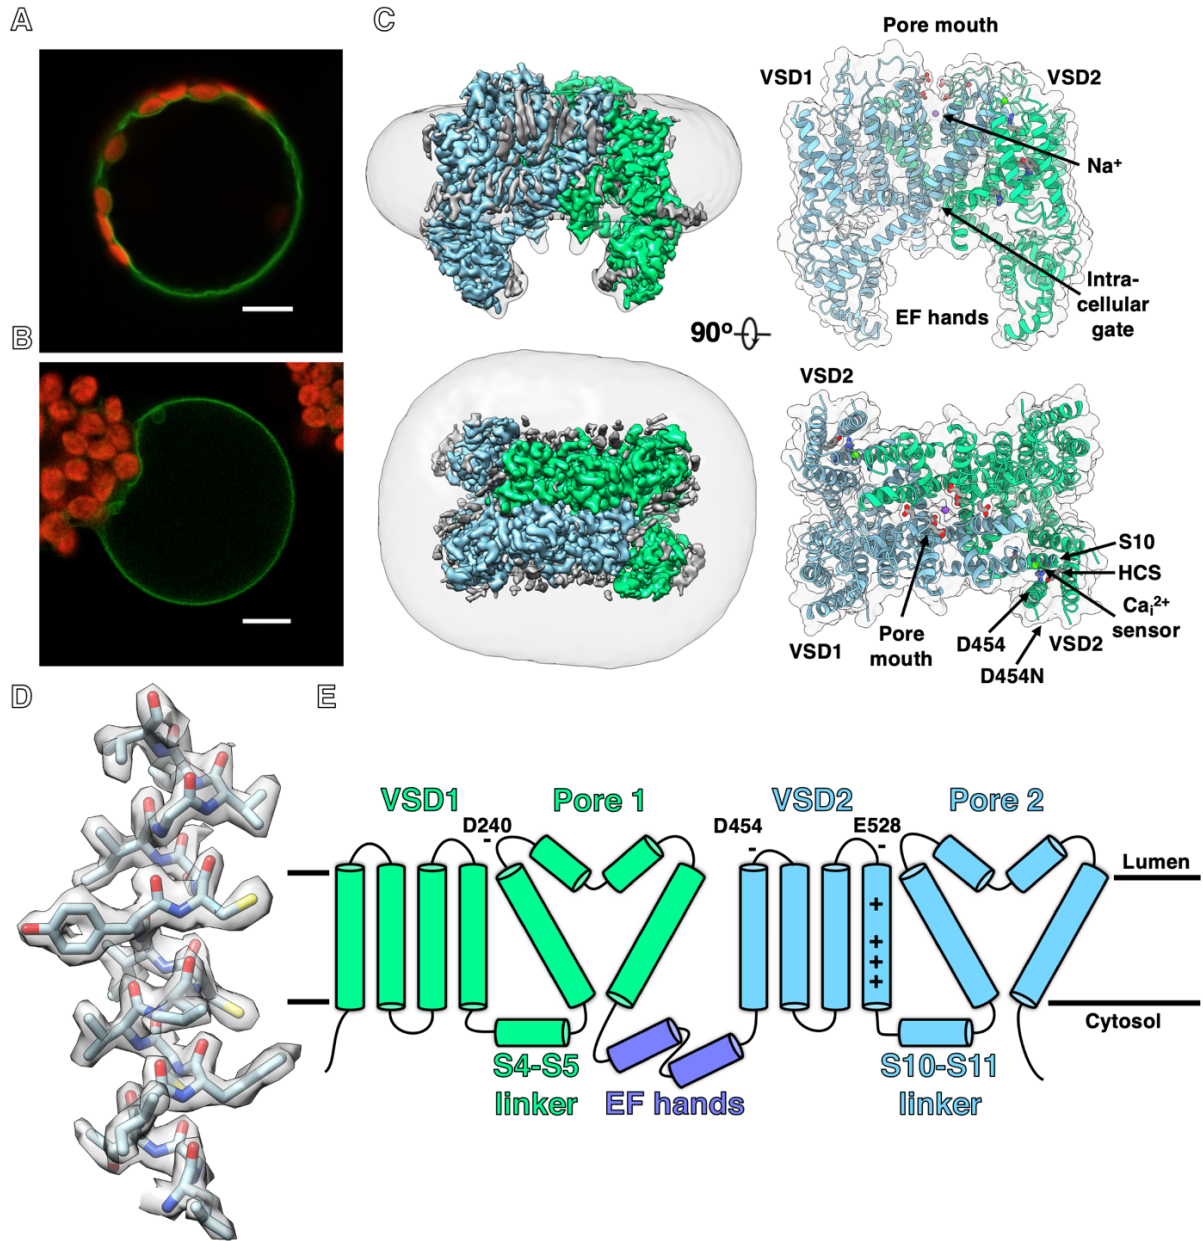 A
C
Pore mouth
VSD1
VSD2
Na⁺
Intra-
cellular
gate
EF hands
90º
B
VSD2
S10
HCS
Caᵢ²⁺
sensor
D454
VSD2
D454N
Pore
mouth
VSD1
D
E
VSD1
Pore 1
VSD2
Pore 2
D240
-
D454
-
E528
-
Lumen
+
+
+
+
Cytosol
S4-S5
linker
EF hands
S10-S11
linker